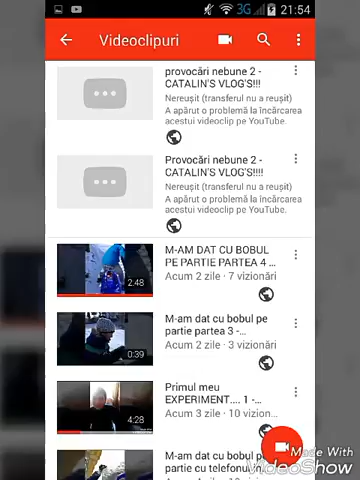 3G 21:54
Videoclipuri
provocări nebune 2 -
CATALIN'S VLOG'S!!!
Nereușit (transferul nu a reușit)
A apărut o problemă la încărcarea
acestui videoclip pe YouTube.
Provocări nebune 2 -
CATALIN'S VLOG'S!!!!
Nereușit (transferul nu a reușit)
A apărut o problemă la încărcarea
acestui videoclip pe YouTube.
M-AM DAT CU BOBUL
PE PARTIE PARTEA 4 ...
Acum 2 zile · 7 vizionări
2:48
M-am dat cu bobul pe
partie partea 3 -...
Acum 2 zile · 3 vizionări
0:39
Primul meu
EXPERIMENT.... 1 -...
Acum 3 zile · 10 vizion...
4:28
M-am dat cu bobul p
partie cu telefonul în
Made With
VideoShow